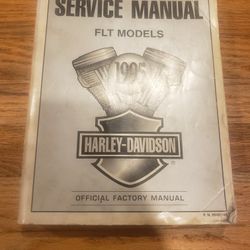 SERVICE MANUAL
FLT MODELS
1995
HARLEY-DAVIDSON
®
OFFICIAL FACTORY MANUAL